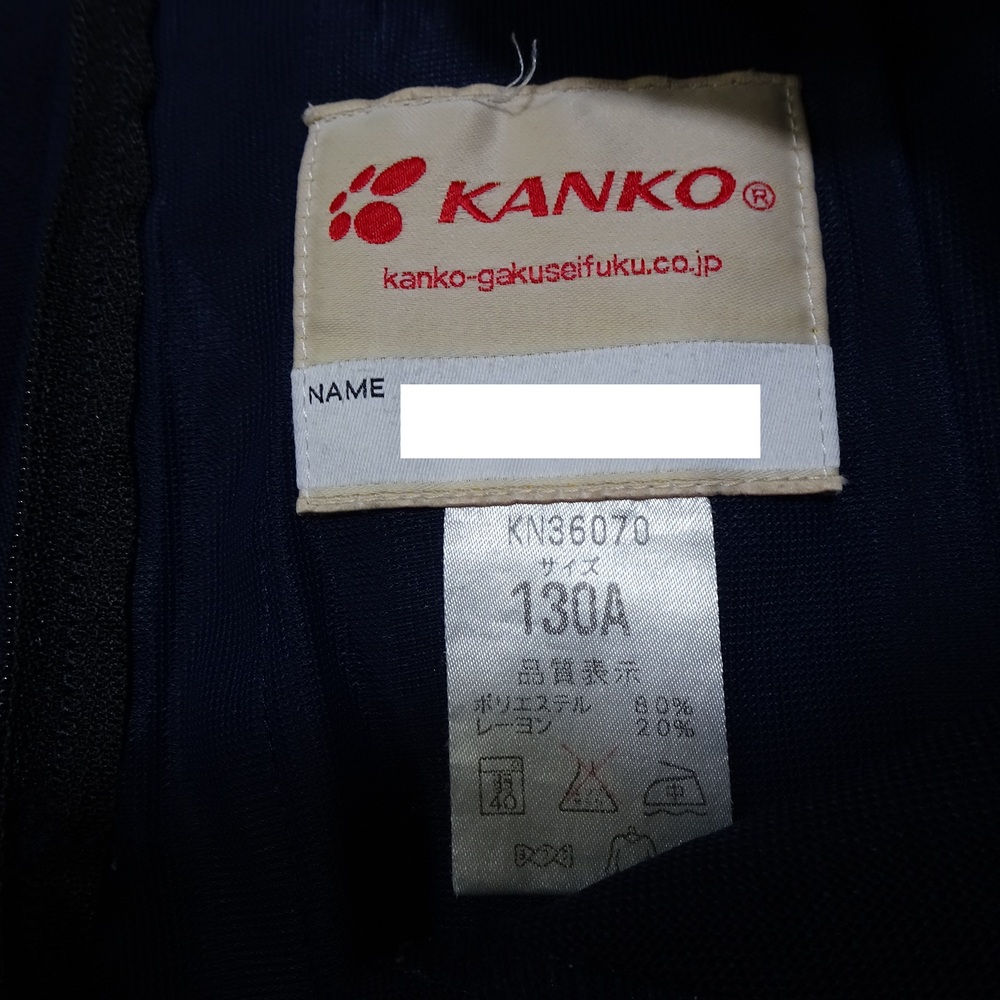 KANKO®
kanko-gakuseifuku.co.jp
NAME
KN36070
サイズ
130A
品質表示
ポリエステル 80%
レーヨン 20%
40
中